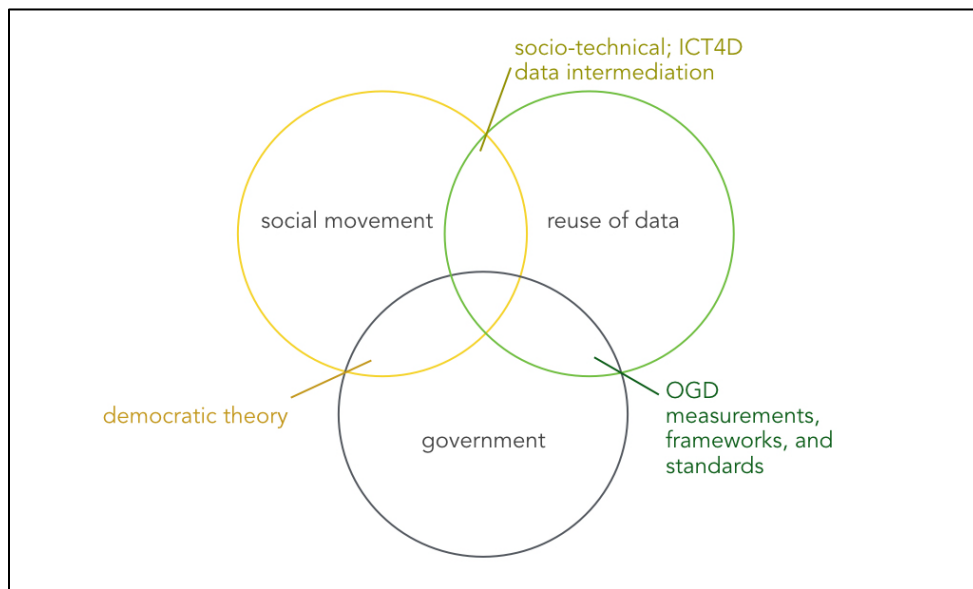 socio-technical; ICT4D
data intermediation
social movement
reuse of data
democratic theory
OGD
measurements,
frameworks, and
standards
government